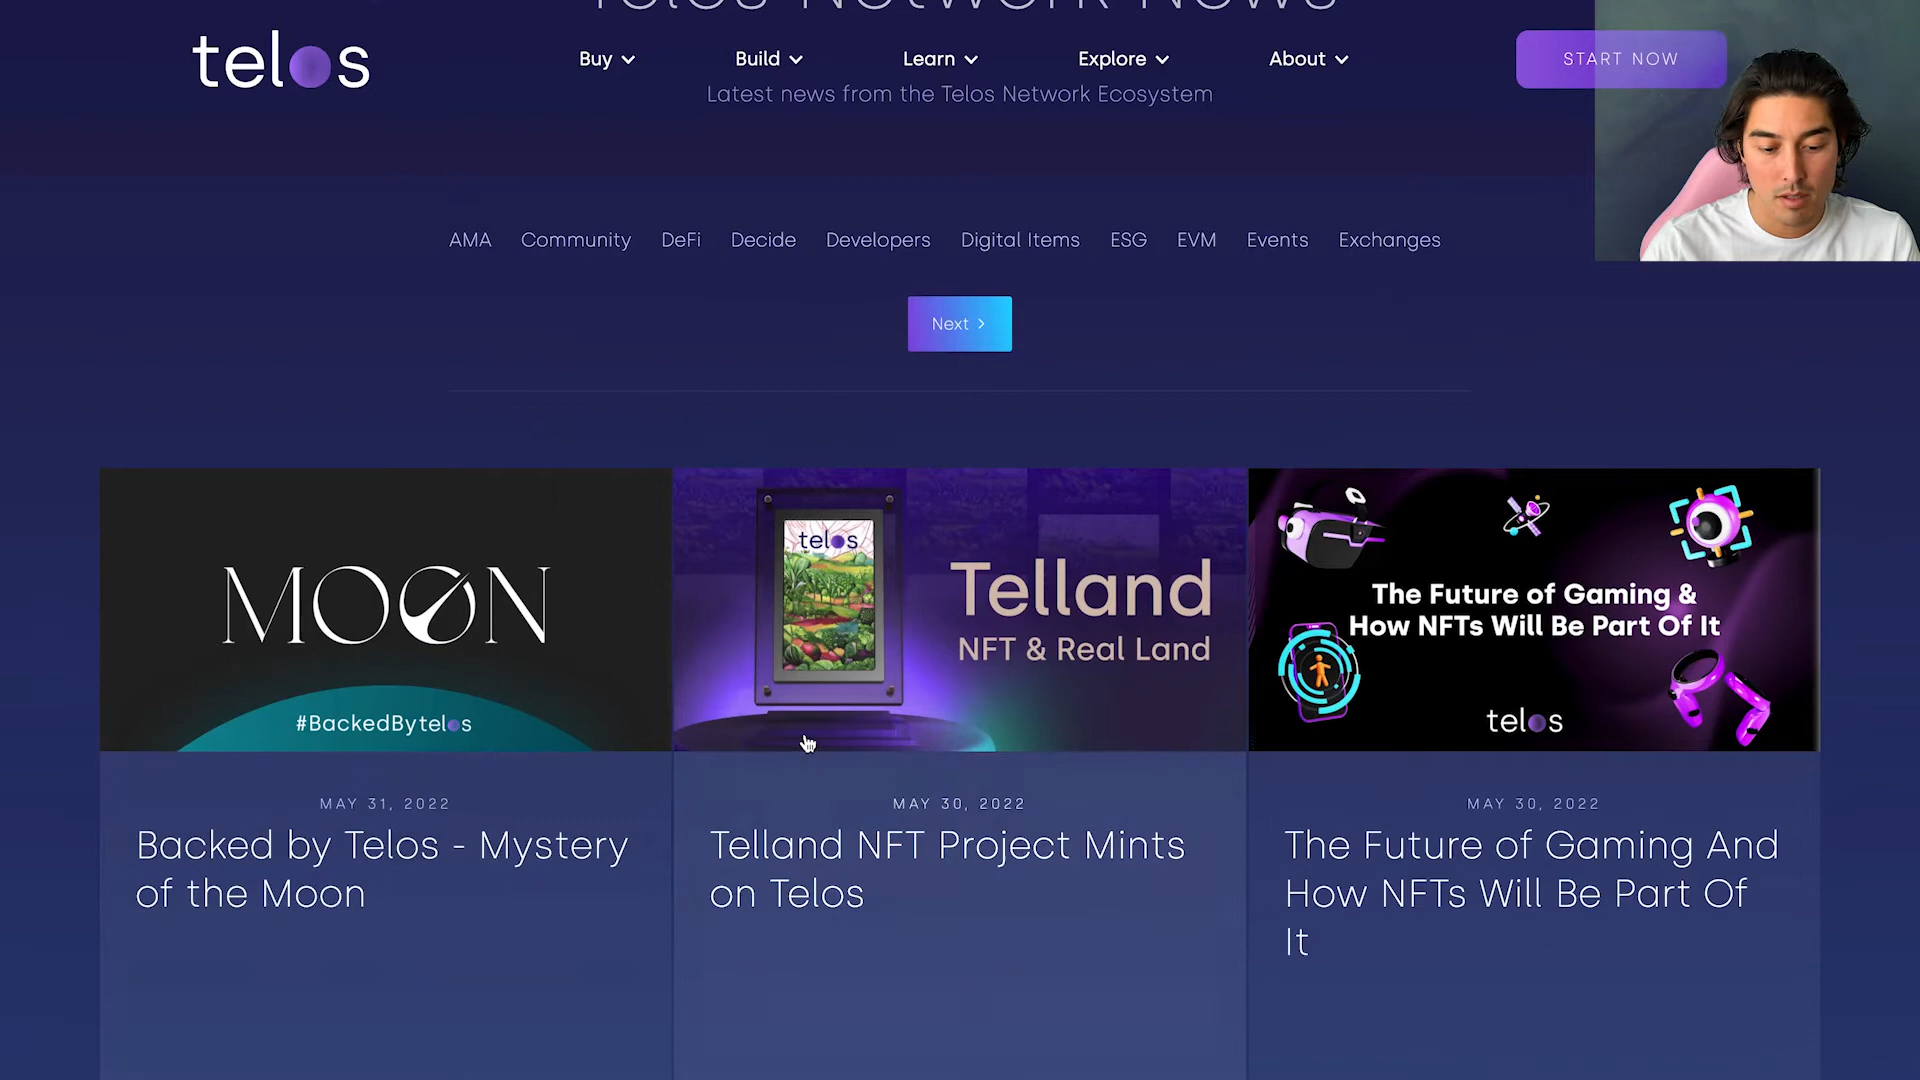 Telos Network News
telos
Buy
Build
Learn
Explore
About
START NOW
Latest news from the Telos Network Ecosystem
AMA
Community
DeFi
Decide
Developers
Digital Items
ESG
EVM
Events
Exchanges
Next
MOON
#BackedBytelos
telos
Telland
NFT & Real Land
The Future of Gaming &
How NFTs Will Be Part Of It
telos
MAY 31, 2022
Backed by Telos - Mystery
of the Moon
MAY 30, 2022
Telland NFT Project Mints
on Telos
MAY 30, 2022
The Future of Gaming And
How NFTs Will Be Part Of
It